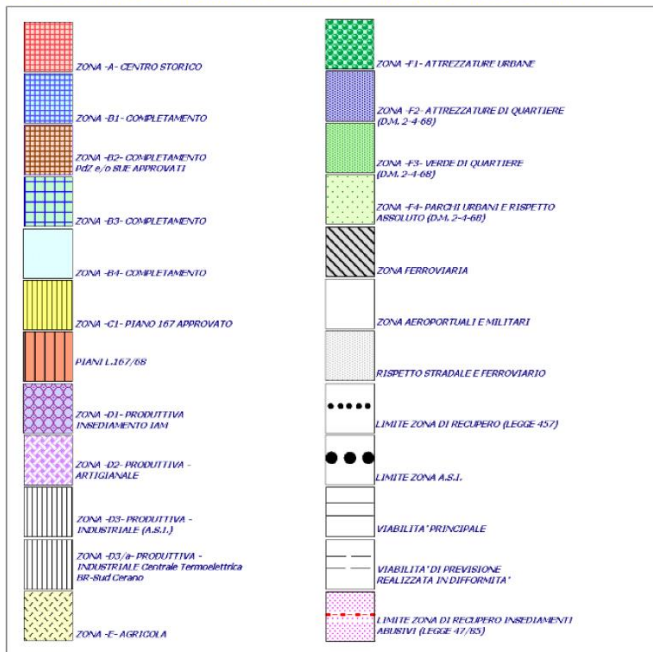 ZONA -A- CENTRO STORICO
ZONA -B1- COMPLETAMENTO
ZONA -B2- COMPLETAMENTO
PdZ e/o SUE APPROVATI
ZONA -B3- COMPLETAMENTO
ZONA -B4- COMPLETAMENTO
ZONA -C1- PIANO 167 APPROVATO
PIANI L.167/68
ZONA -D1- PRODUTTIVA
INSEDIAMENTO IAM
ZONA -D2- PRODUTTIVA -
ARTIGIANALE
ZONA -D3- PRODUTTIVA -
INDUSTRIALE (A.S.I.)
ZONA -D3/a- PRODUTTIVA -
INDUSTRIALE Centrale Termoelettrica
BR-Sud Cerano
ZONA -E- AGRICOLA
ZONA -F1- ATTREZZATURE URBANE
ZONA -F2- ATTREZZATURE DI QUARTIERE
(D.M. 2-4-68)
ZONA -F3- VERDE DI QUARTIERE
(D.M. 2-4-68)
ZONA -F4- PARCHI URBANI E RISPETTO
ASSOLUTO (D.M. 2-4-68)
ZONA FERROVIARIA
ZONA AEROPORTUALI E MILITARI
RISPETTO STRADALE E FERROVIARIO
LIMITE ZONA DI RECUPERO (LEGGE 457)
LIMITE ZONA A.S.I.
VIABILITA' PRINCIPALE
VIABILITA' DI PREVISIONE
REALIZZATA IN DIFFORMITA'
LIMITE ZONA DI RECUPERO INSEDIAMENTI
ABUSIVI (LEGGE 47/85)